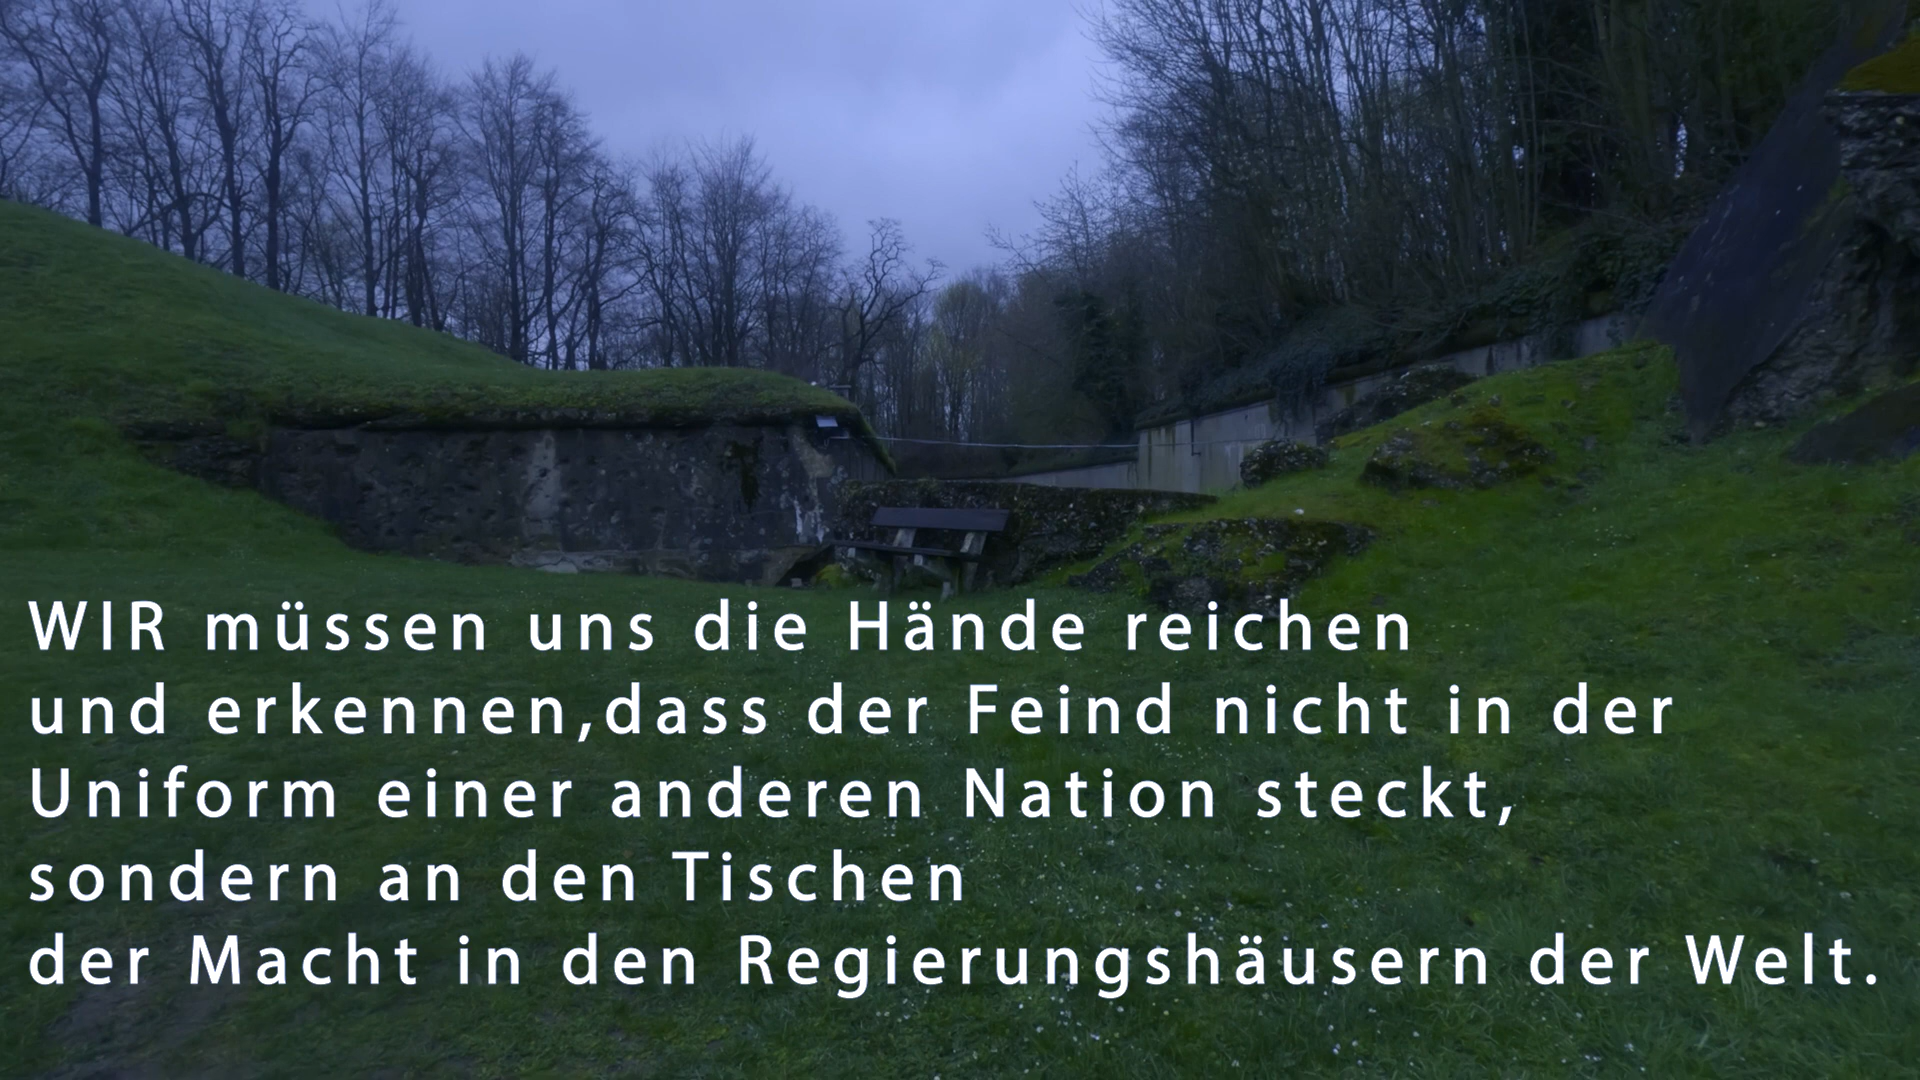 WIR müssen uns die Hände reichen
und erkennen,dass der Feind nicht in der
Uniform einer anderen Nation steckt,
sondern an den Tischen
der Macht in den Regierungshäusern der Welt.